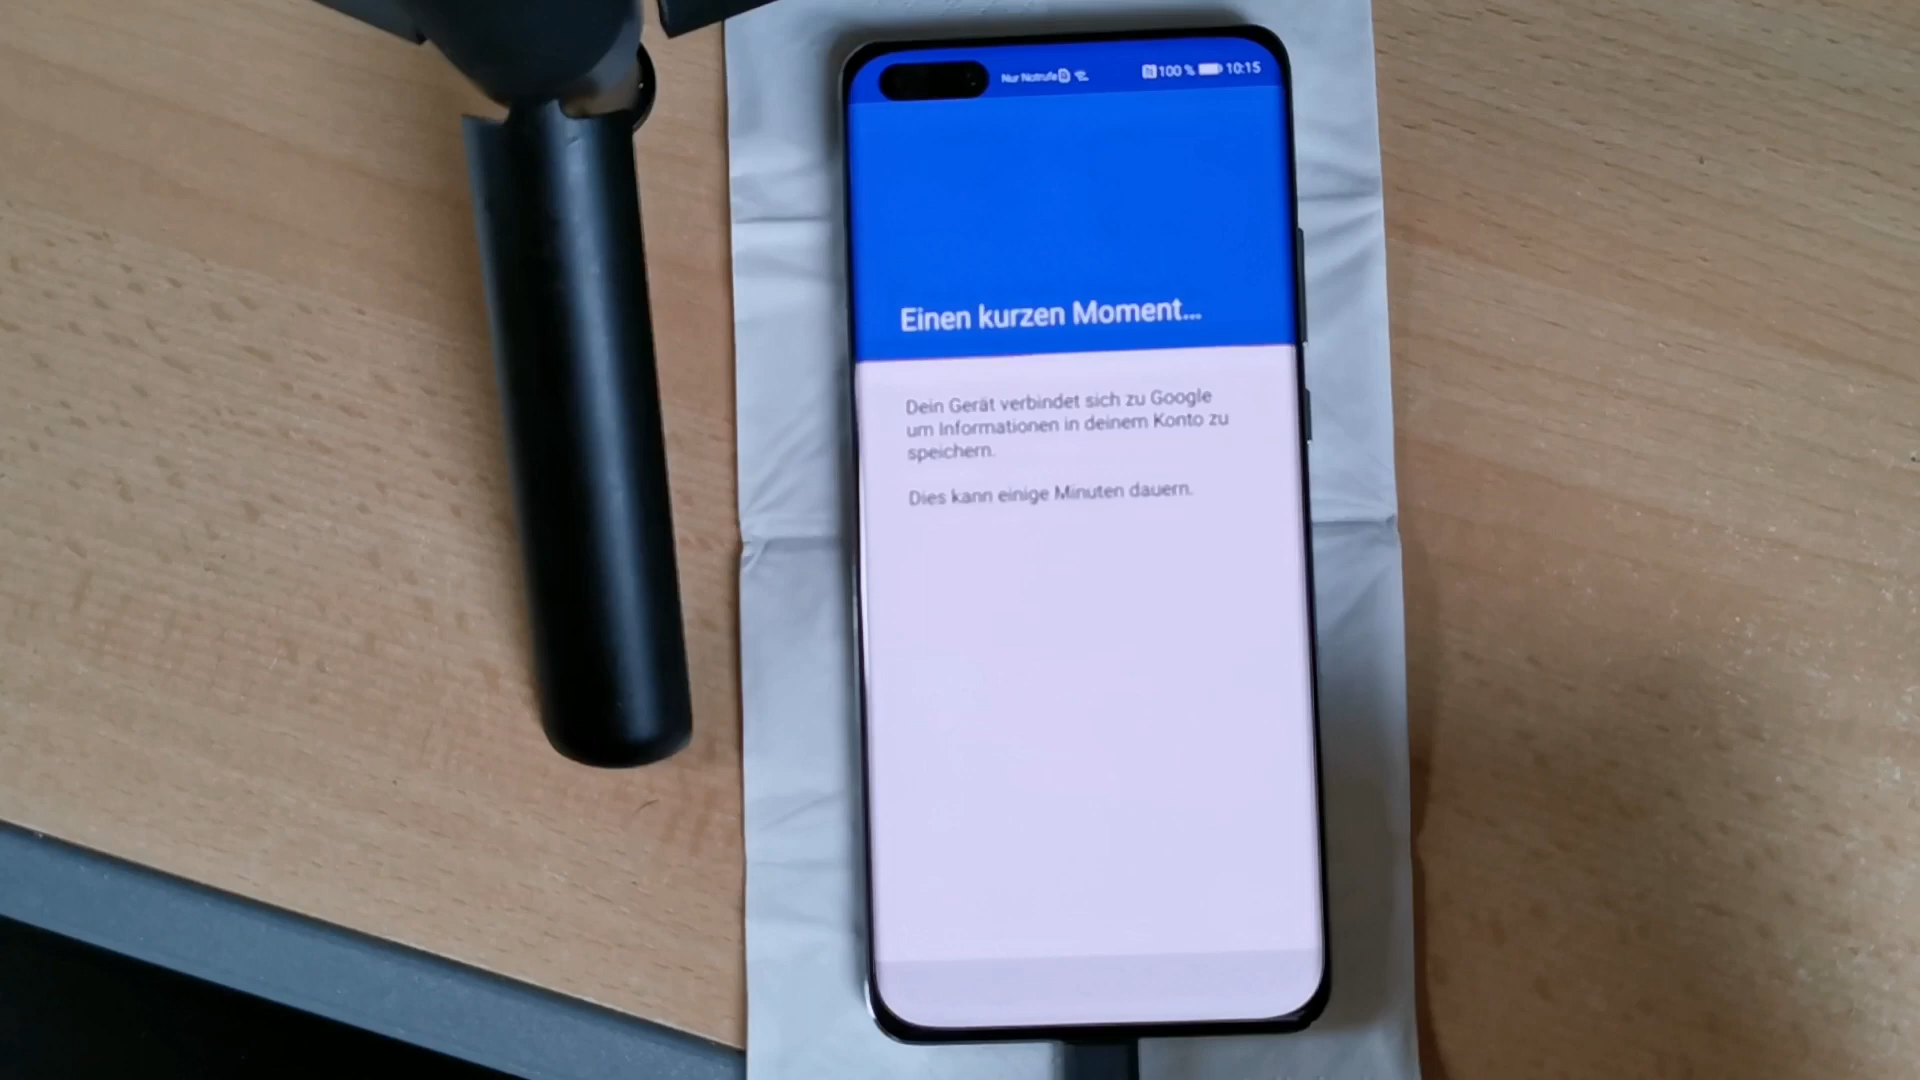 Nur Notrufe 100 % 10:15
Einen kurzen Moment...
Dein Gerät verbindet sich zu Google
um Informationen in deinem Konto zu
speichern.
Dies kann einige Minuten dauern.